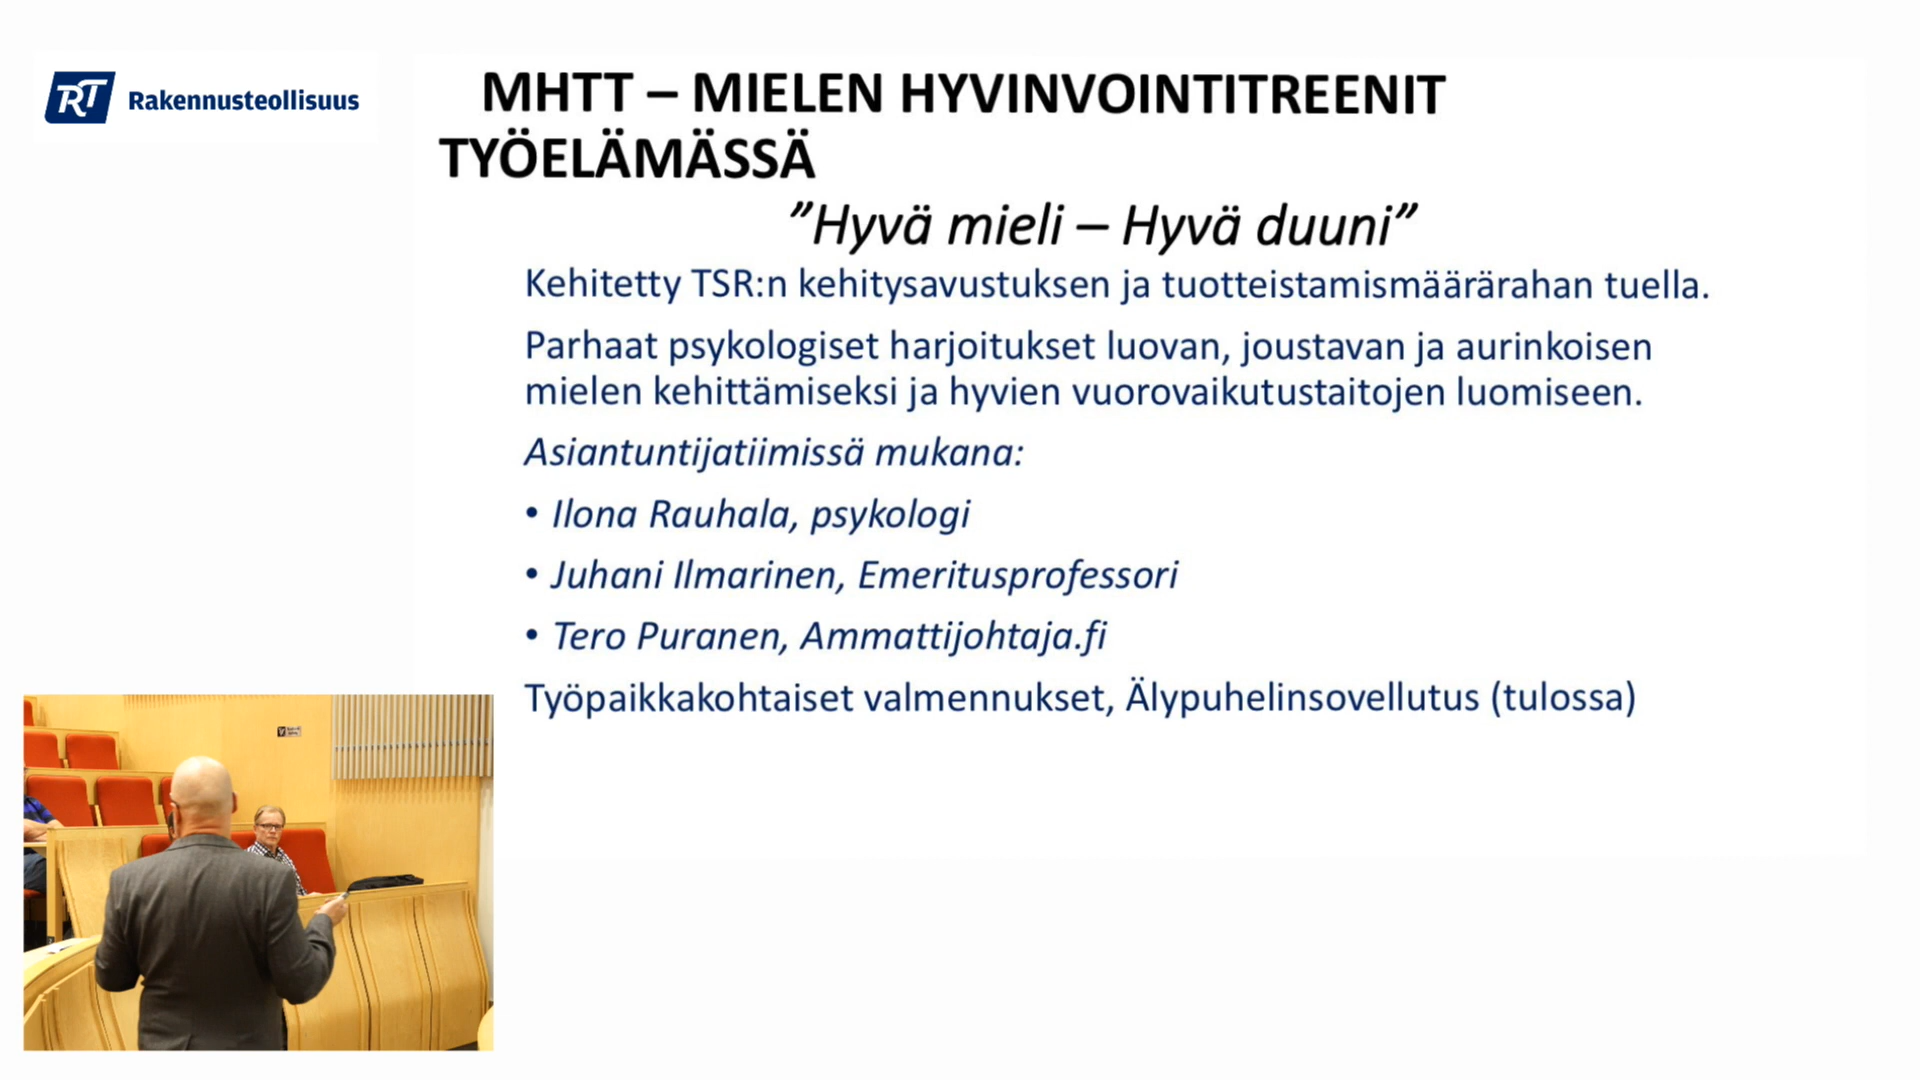 RT Rakennusteollisuus
MHTT – MIELEN HYVINVOINTITREENIT
TYÖELÄMÄSSÄ
”Hyvä mieli – Hyvä duuni”
Kehitetty TSR:n kehitysavustuksen ja tuotteistamismäärärahan tuella.
Parhaat psykologiset harjoitukset luovan, joustavan ja aurinkoisen
mielen kehittämiseksi ja hyvien vuorovaikutustaitojen luomiseen.
Asiantuntijatiimissä mukana:
• Ilona Rauhala, psykologi
• Juhani Ilmarinen, Emeritusprofessori
• Tero Puranen, Ammattijohtaja.fi
Työpaikkakohtaiset valmennukset, Älypuhelinsovellutus (tulossa)